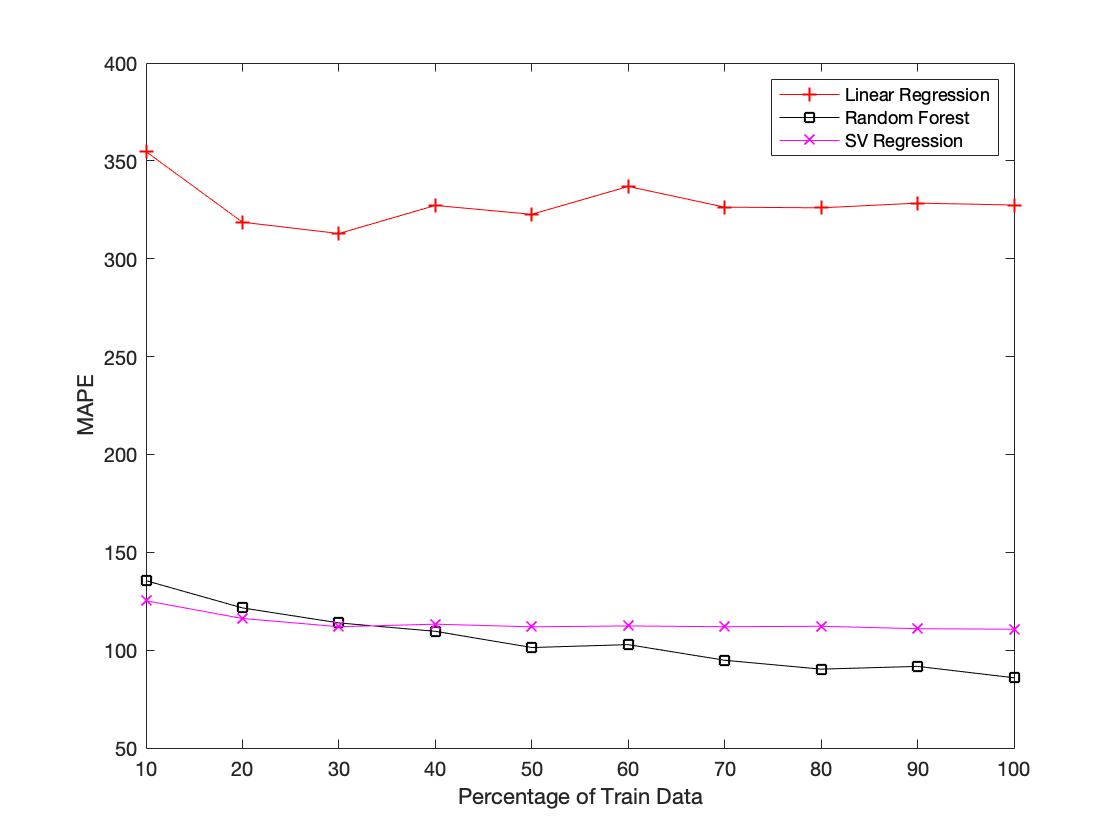 400
350
300
250
200
150
100
50
MAPE
Linear Regression
Random Forest
SV Regression
10 20 30 40 50 60 70 80 90 100
Percentage of Train Data